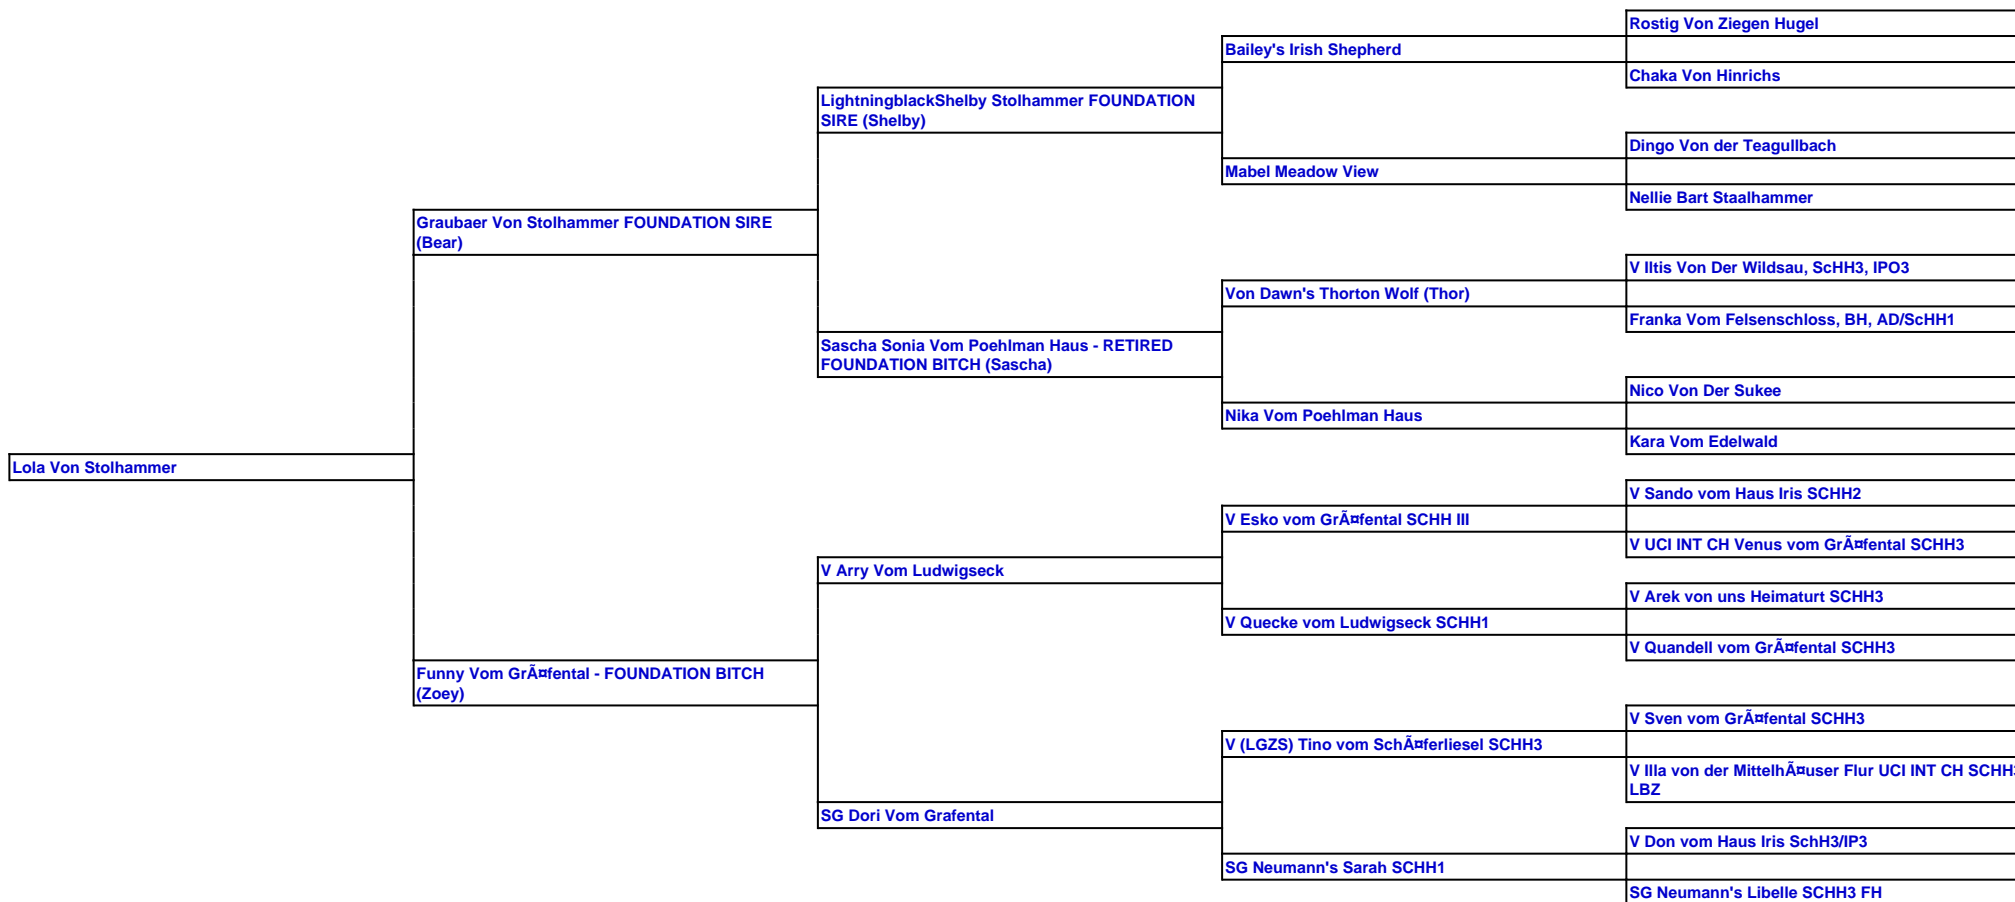 Rostig Von Ziegen Hugel
Bailey's Irish Shepherd
Chaka Von Hinrichs
LightningblackShelby Stolhammer FOUNDATION
SIRE (Shelby)
Dingo Von der Teagullbach
Mabel Meadow View
Nellie Bart Staalhammer
Graubaer Von Stolhammer FOUNDATION SIRE
(Bear)
V Iltis Von Der Wildsau, ScHH3, IPO3
Von Dawn's Thorton Wolf (Thor)
Franka Vom Felsenschloss, BH, AD/ScHH1
Sascha Sonia Vom Poehlman Haus - RETIRED
FOUNDATION BITCH (Sascha)
Nico Von Der Sukee
Nika Vom Poehlman Haus
Kara Vom Edelwald
Lola Von Stolhammer
V Sando vom Haus Iris SCHH2
V Esko vom GrÃ¤fental SCHH III
V UCI INT CH Venus vom GrÃ¤fental SCHH3
V Arry Vom Ludwigseck
V Arek von uns Heimaturt SCHH3
V Quecke vom Ludwigseck SCHH1
V Quandell vom GrÃ¤fental SCHH3
Funny Vom GrÃ¤fental - FOUNDATION BITCH
(Zoey)
V Sven vom GrÃ¤fental SCHH3
V (LGZS) Tino vom SchÃ¤ferliesel SCHH3
V Illa von der MittelhÃ¤user Flur UCI INT CH SCHH3
LBZ
SG Dori Vom Grafental
V Don vom Haus Iris SchH3/IP3
SG Neumann's Sarah SCHH1
SG Neumann's Libelle SCHH3 FH